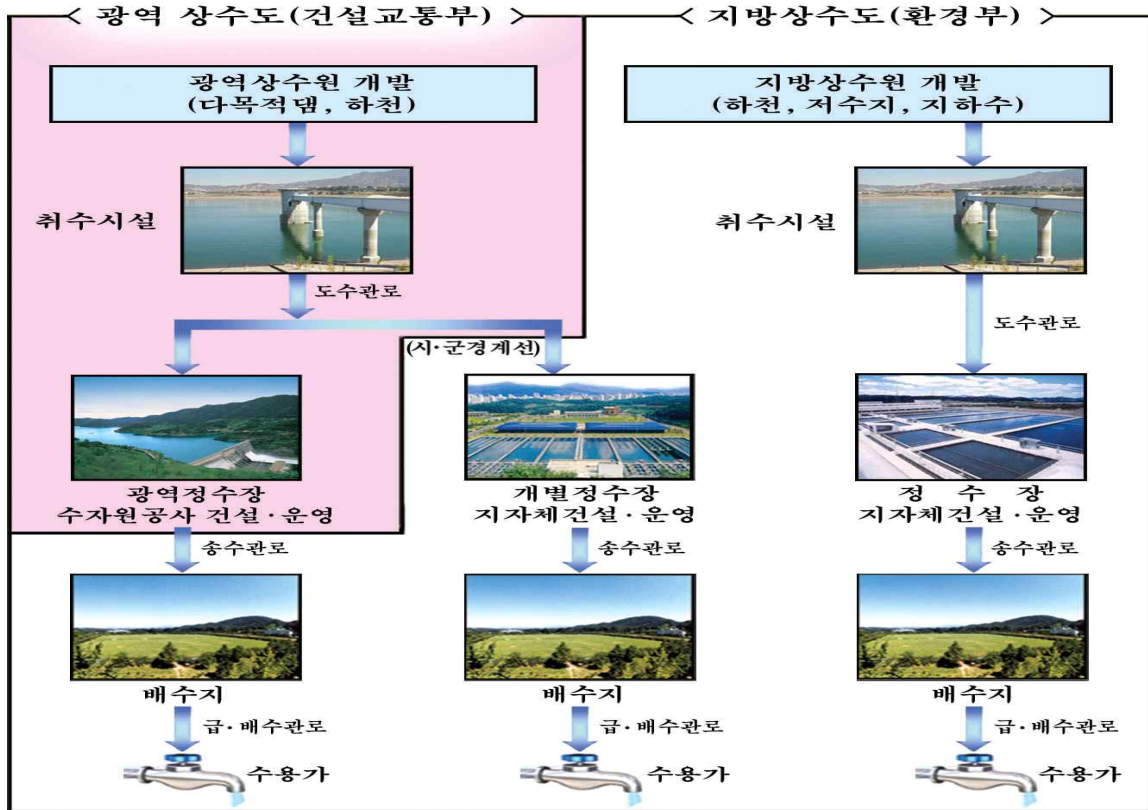 광역 상수도(건설교통부)
지방상수도(환경부)
광역상수원 개발
(다목적댐, 하천)
지방상수원 개발
(하천, 저수지, 지하수)
취수시설
취수시설
도수관로
도수관로
(시·군경계선)
광역정수장
수자원공사 건설·운영
개별정수장
지자체건설·운영
정 수 장
지자체건설·운영
송수관로
송수관로
송수관로
배수지
배수지
배수지
급·배수관로
급·배수관로
급·배수관로
수용가
수용가
수용가